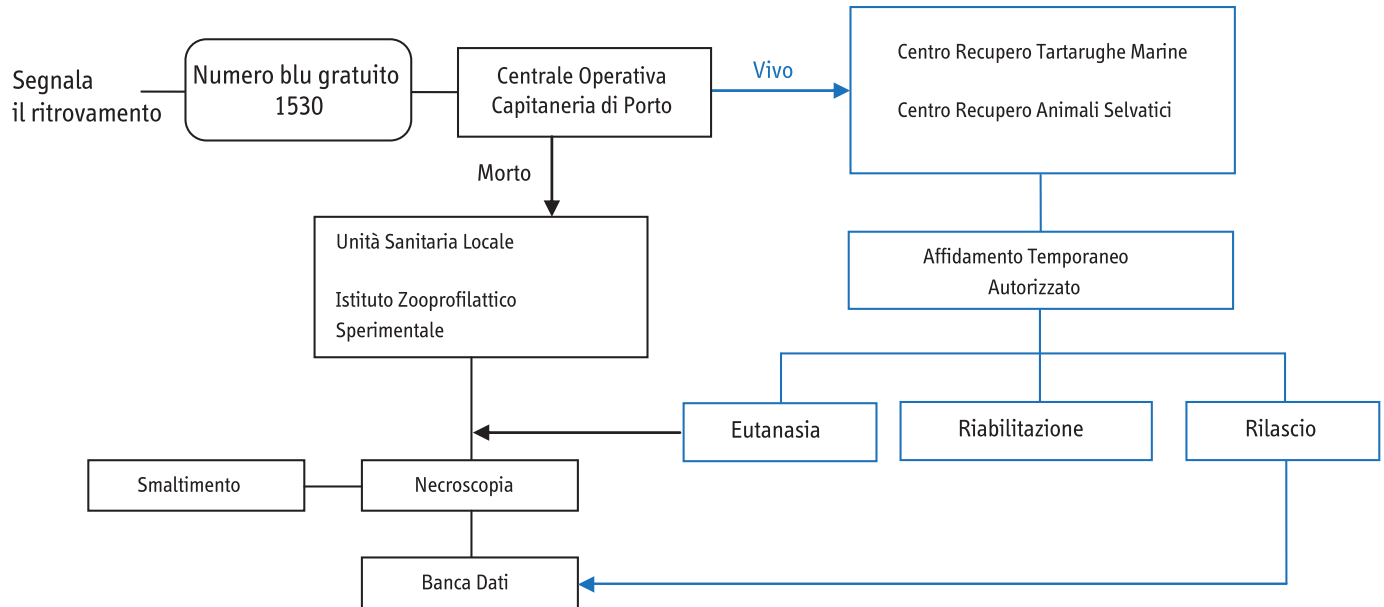 Segnala
il ritrovamento
Numero blu gratuito
1530
Centrale Operativa
Capitaneria di Porto
Vivo
Centro Recupero Tartarughe Marine
Centro Recupero Animali Selvatici
Morto
Unità Sanitaria Locale
Istituto Zooprofilattico
Sperimentale
Affidamento Temporaneo
Autorizzato
Eutanasia
Riabilitazione
Rilascio
Smaltimento
Necroscopia
Banca Dati